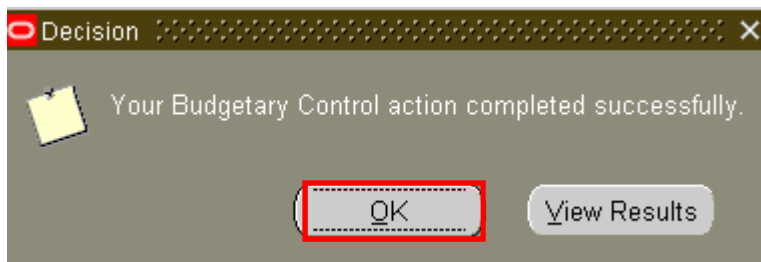 Decision
Your Budgetary Control action completed successfully.
OK
View Results